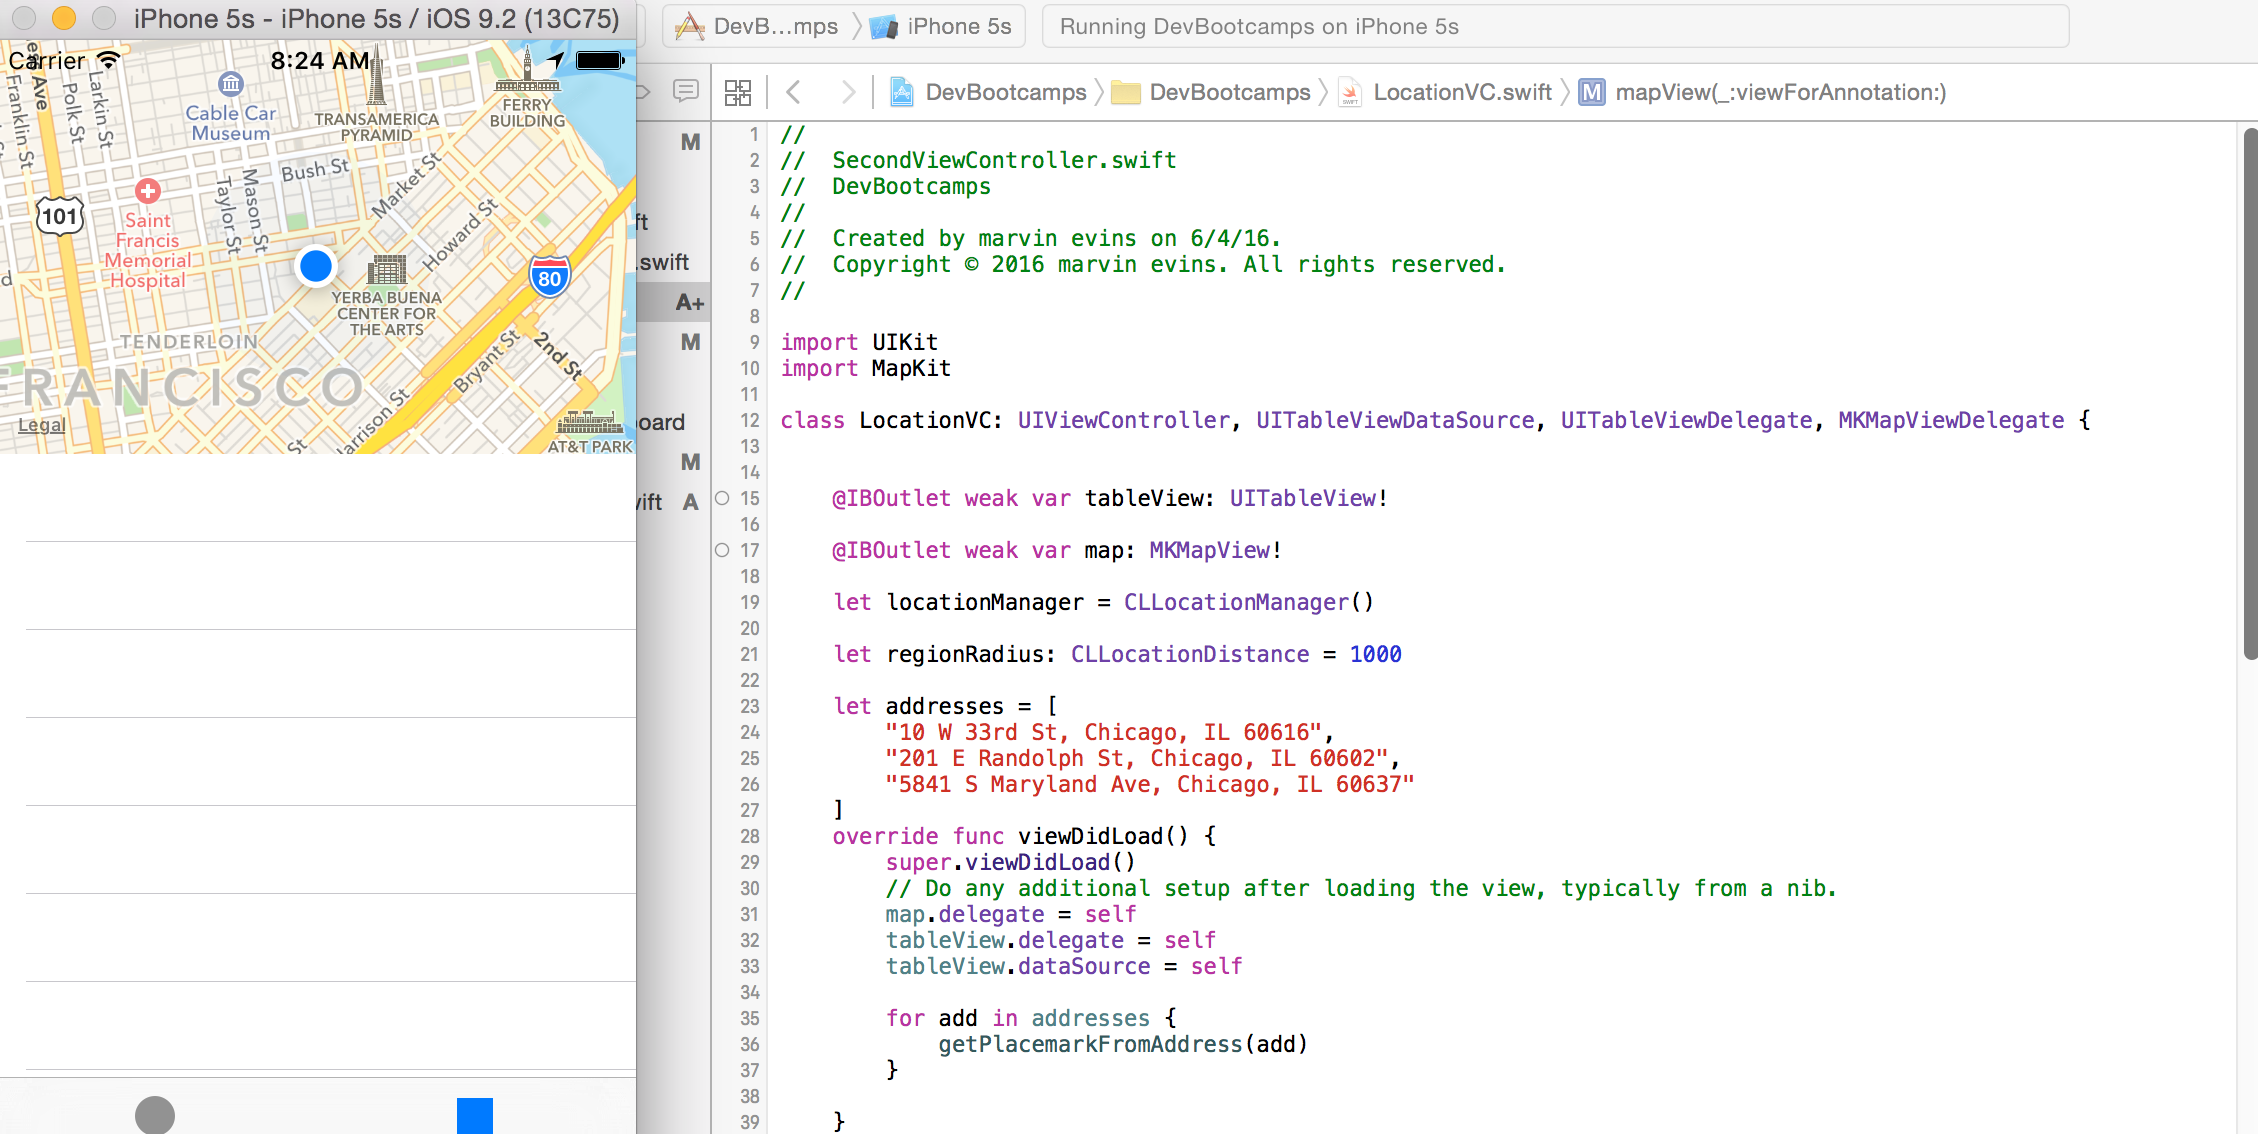 iPhone 5s - iPhone 5s / iOS 9.2 (13C75)
Carrier
8:24 AM
Franklin St
Polk St
Larkin St
Cable Car
Museum
TRANSAMERICA
PYRAMID
FERRY
BUILDING
Bush St
Market St
Taylor St
Mason St
Howard St
101
Saint
Francis
Memorial
Hospital
80
YERBA BUENA
CENTER FOR
THE ARTS
TENDERLOIN
FRANCISCO
Bryant St
2nd St
arrison St
St
Legal
AT&T PARK
DevB...mps
iPhone 5s
Running DevBootcamps on iPhone 5s
DevBootcamps
DevBootcamps
LocationVC.swift
M mapView(_:viewForAnnotation:)
M
ft
.swift
A+
M
oard
M
ift A
1 //
2 //  SecondViewController.swift
3 //  DevBootcamps
4 //
5 //  Created by marvin evins on 6/4/16.
6 //  Copyright © 2016 marvin evins. All rights reserved.
7 //
8
9 import UIKit
10 import MapKit
11
12 class LocationVC: UIViewController, UITableViewDataSource, UITableViewDelegate, MKMapViewDelegate {
13
14
15     @IBOutlet weak var tableView: UITableView!
16
17     @IBOutlet weak var map: MKMapView!
18
19     let locationManager = CLLocationManager()
20
21     let regionRadius: CLLocationDistance = 1000
22
23     let addresses = [
24         "10 W 33rd St, Chicago, IL 60616",
25         "201 E Randolph St, Chicago, IL 60602",
26         "5841 S Maryland Ave, Chicago, IL 60637"
27     ]
28     override func viewDidLoad() {
29         super.viewDidLoad()
30         // Do any additional setup after loading the view, typically from a nib.
31         map.delegate = self
32         tableView.delegate = self
33         tableView.dataSource = self
34
35         for add in addresses {
36             getPlacemarkFromAddress(add)
37         }
38
39     }